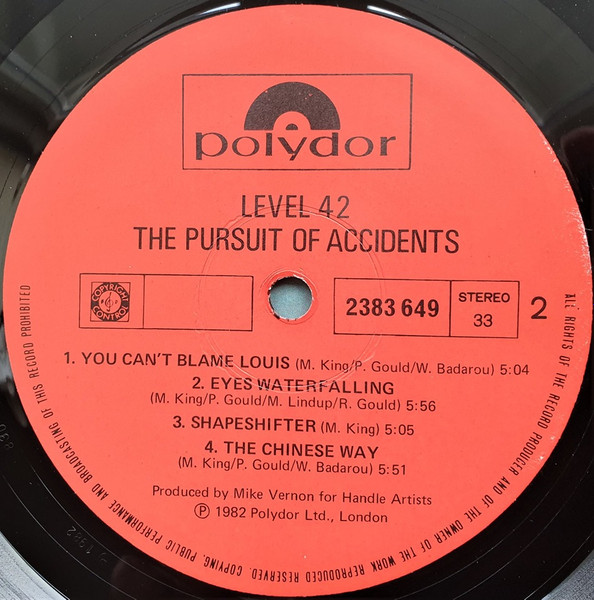 polydor
LEVEL 42
THE PURSUIT OF ACCIDENTS
COPYRIGHT CONTROL
2383 649
STEREO
33
2
1. YOU CAN'T BLAME LOUIS (M. King/P. Gould/W. Badarou) 5:04
2. EYES WATERFALLING
(M. King/P. Gould/M. Lindup/R. Gould) 5:56
3. SHAPESHIFTER (M. King) 5:05
4. THE CHINESE WAY
(M. King/P. Gould/W. Badarou) 5:51
Produced by Mike Vernon for Handle Artists
Ⓟ 1982 Polydor Ltd., London
ALL RIGHTS OF THE RECORD PRODUCER AND OF THE OWNER OF THE WORK REPRODUCED RESERVED. COPYING, PUBLIC PERFORMANCE AND BROADCASTING OF THIS RECORD PROHIBITED